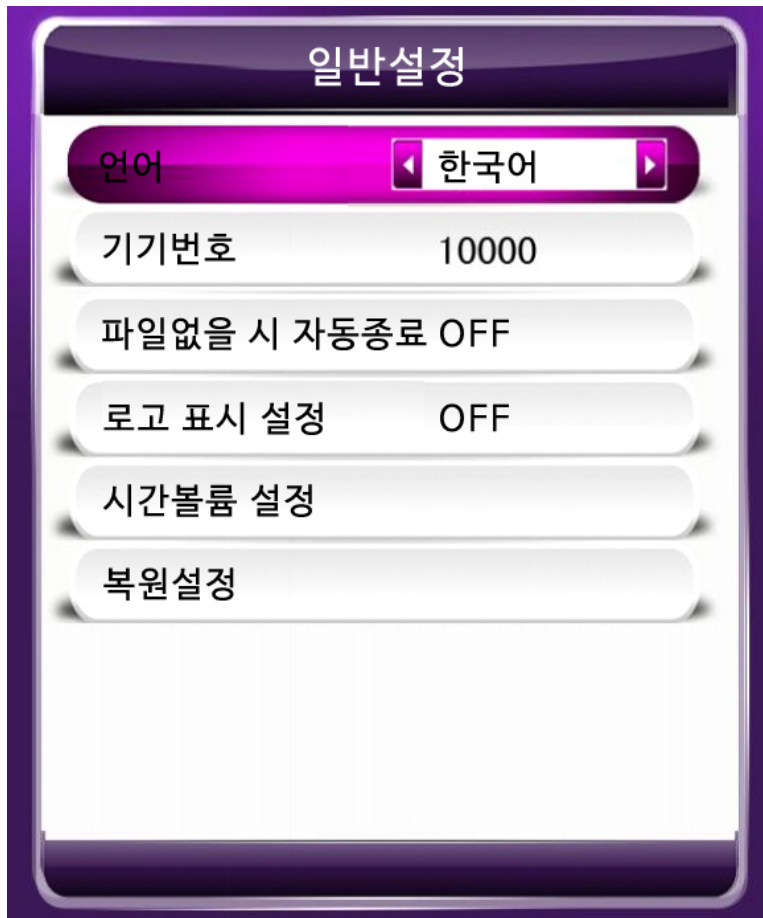 일반설정
언어 한국어
기기번호 10000
파일없을 시 자동종료 OFF
로고 표시 설정 OFF
시간볼륨 설정
복원설정